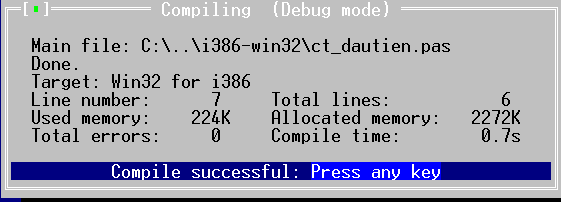 [■] Compiling (Debug mode)
Main file: C:\..\i386-win32\ct_dautien.pas
Done.
Target: Win32 for i386
Line number: 7 Total lines: 6
Used memory: 224K Allocated memory: 2272K
Total errors: 0 Compile time: 0.7s
Compile successful: Press any key